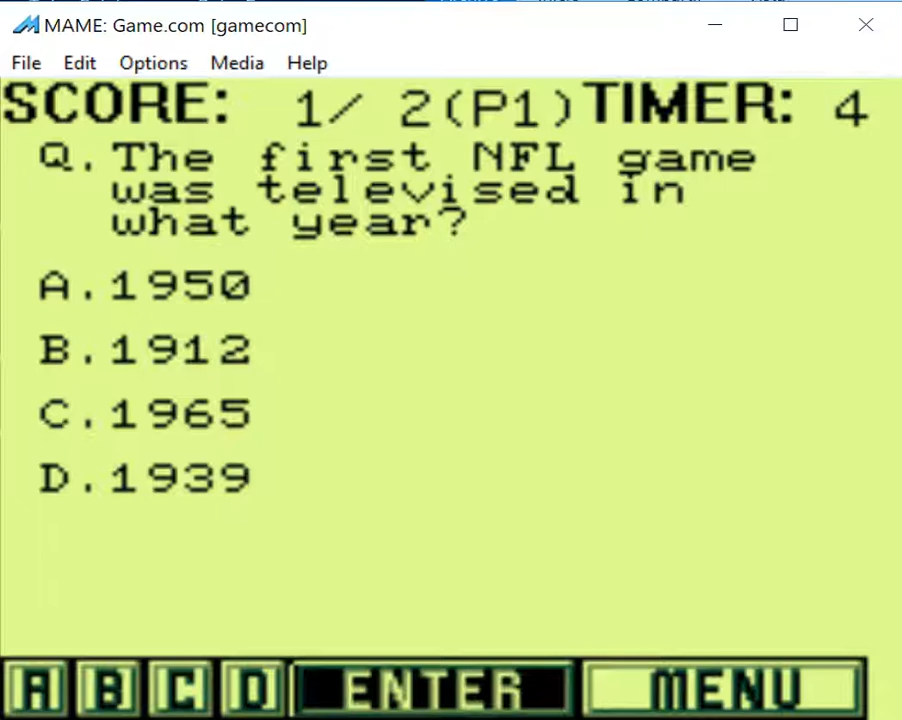 MAME: Game.com [gamecom]
File Edit Options Media Help
SCORE: 1/ 2(P1)TIMER: 4
Q.The first NFL game
was televised in
what year?
A.1950
B.1912
C.1965
D.1939
A B C D ENTER MENU